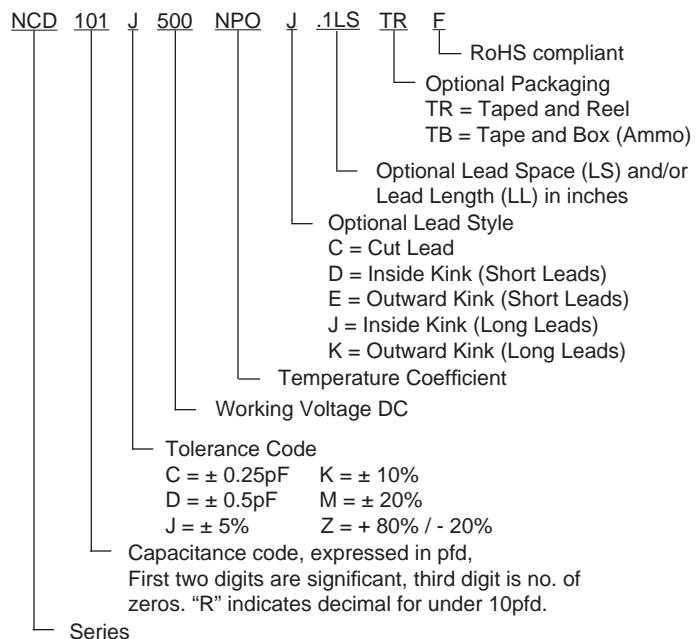 NCD 101 J 500 NPO J .1LS TR F
RoHS compliant
Optional Packaging
TR = Taped and Reel
TB = Tape and Box (Ammo)
Optional Lead Space (LS) and/or
Lead Length (LL) in inches
Optional Lead Style
C = Cut Lead
D = Inside Kink (Short Leads)
E = Outward Kink (Short Leads)
J = Inside Kink (Long Leads)
K = Outward Kink (Long Leads)
Temperature Coefficient
Working Voltage DC
Tolerance Code
C = ± 0.25pF K = ± 10%
D = ± 0.5pF M = ± 20%
J = ± 5% Z = + 80% / - 20%
Capacitance code, expressed in pfd,
First two digits are significant, third digit is no. of
zeros. “R” indicates decimal for under 10pfd.
Series